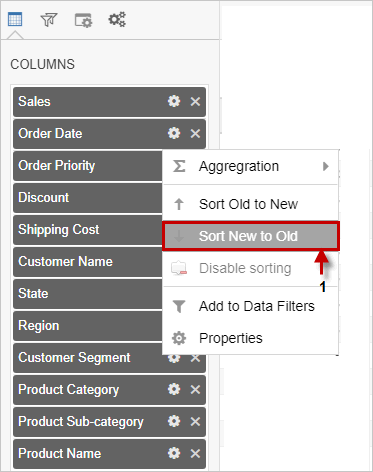 COLUMNS
Sales
Order Date
Order Priority
Discount
Shipping Cost
Customer Name
State
Region
Customer Segment
Product Category
Product Sub-category
Product Name
Aggregration
Sort Old to New
Sort New to Old
Disable sorting
Add to Data Filters
Properties
1